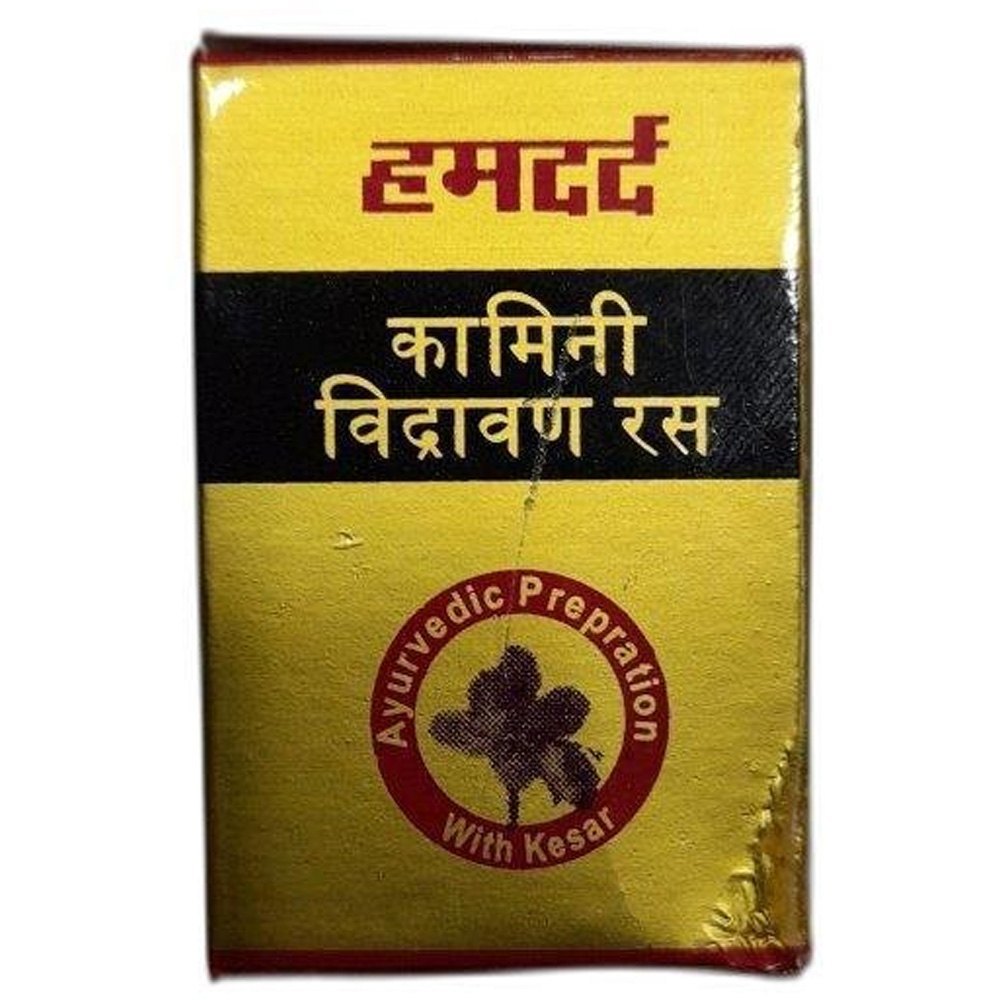 हमदर्द
कामिनी
विद्रावण रस
Ayurvedic Prepration
With Kesar